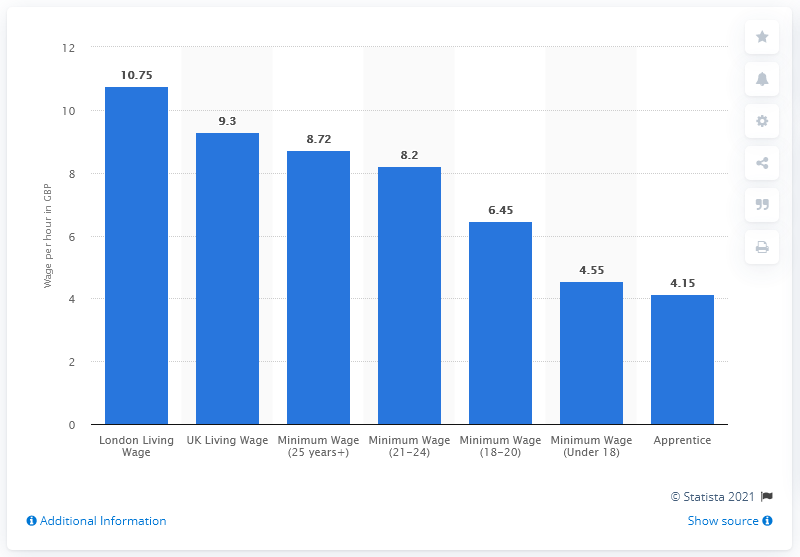 12
10
8
6
4
2
0
Wage per hour in GBP
10.75
9.3
8.72
8.2
6.45
4.55
4.15
London Living
Wage
UK Living Wage
Minimum Wage
(25 years+)
Minimum Wage
(21-24)
Minimum Wage
(18-20)
Minimum Wage
(Under 18)
Apprentice
© Statista 2021
Additional Information
Show source